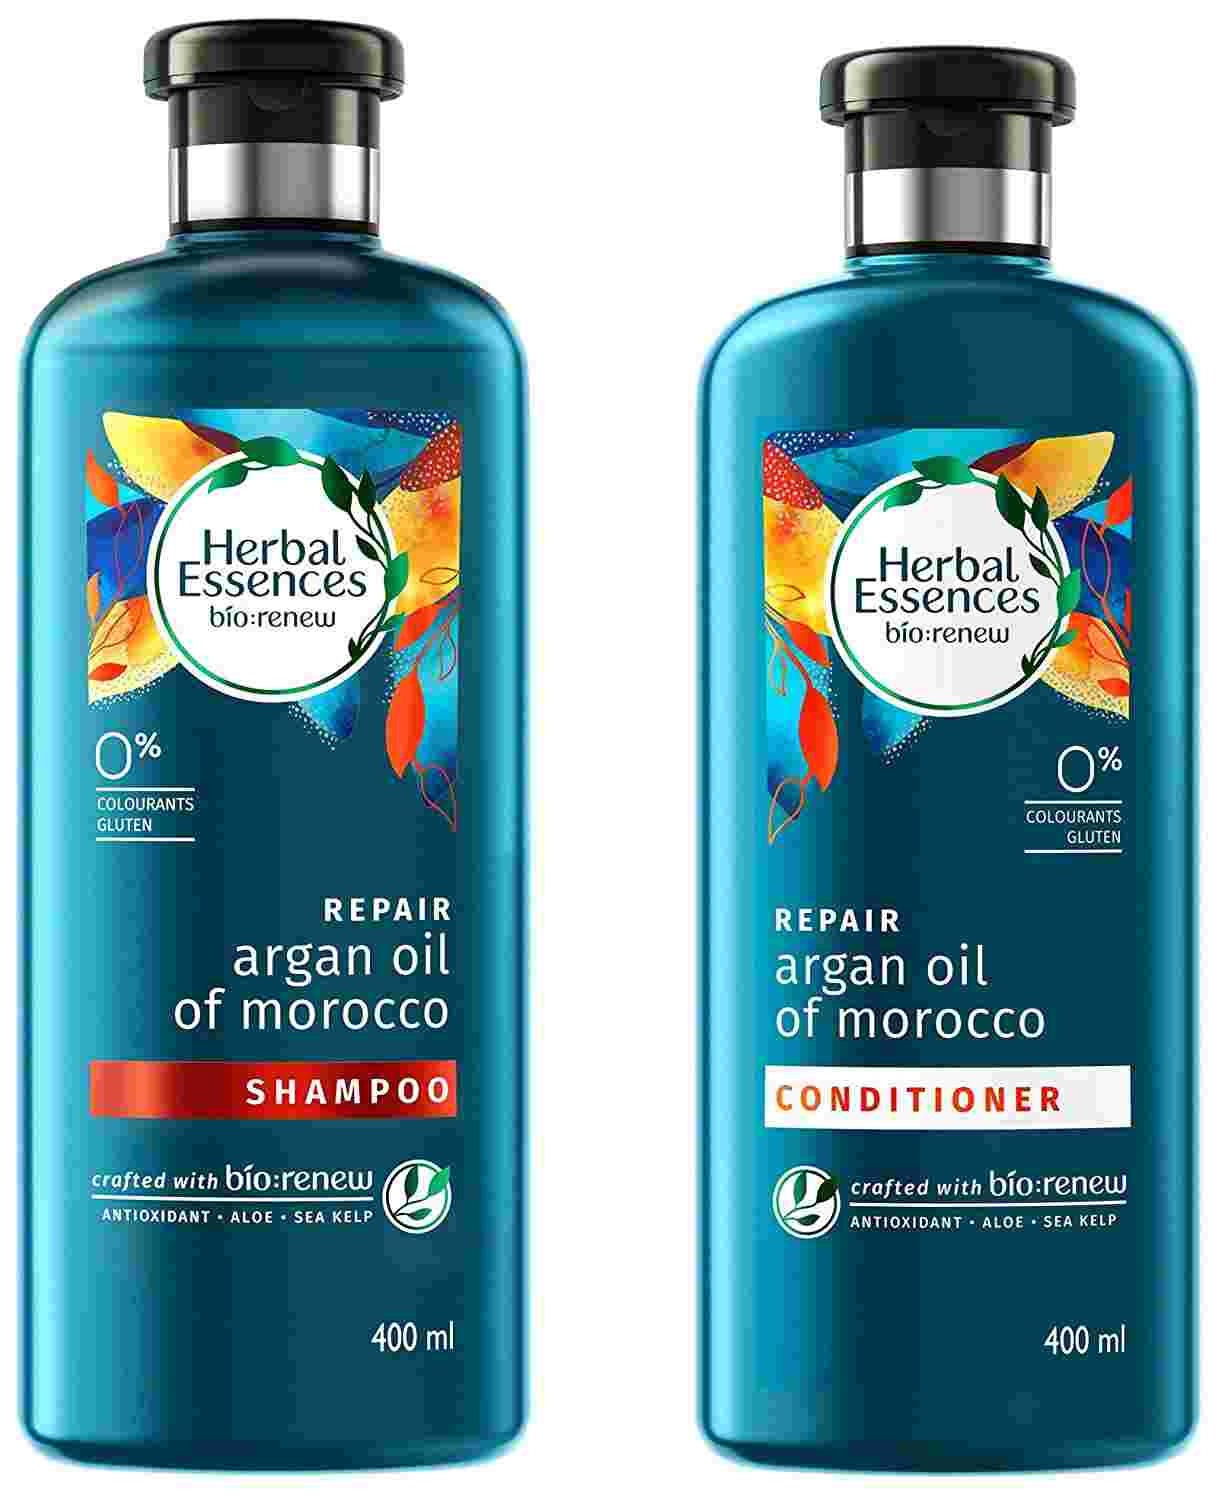 Herbal
Essences
bío:renew
0%
COLOURANTS
GLUTEN
REPAIR
argan oil
of morocco
SHAMPOO
crafted with bío:renew
ANTIOXIDANT • ALOE • SEA KELP
400 ml
Herbal
Essences
bío:renew
0%
COLOURANTS
GLUTEN
REPAIR
argan oil
of morocco
CONDITIONER
crafted with bío:renew
ANTIOXIDANT • ALOE • SEA KELP
400 ml